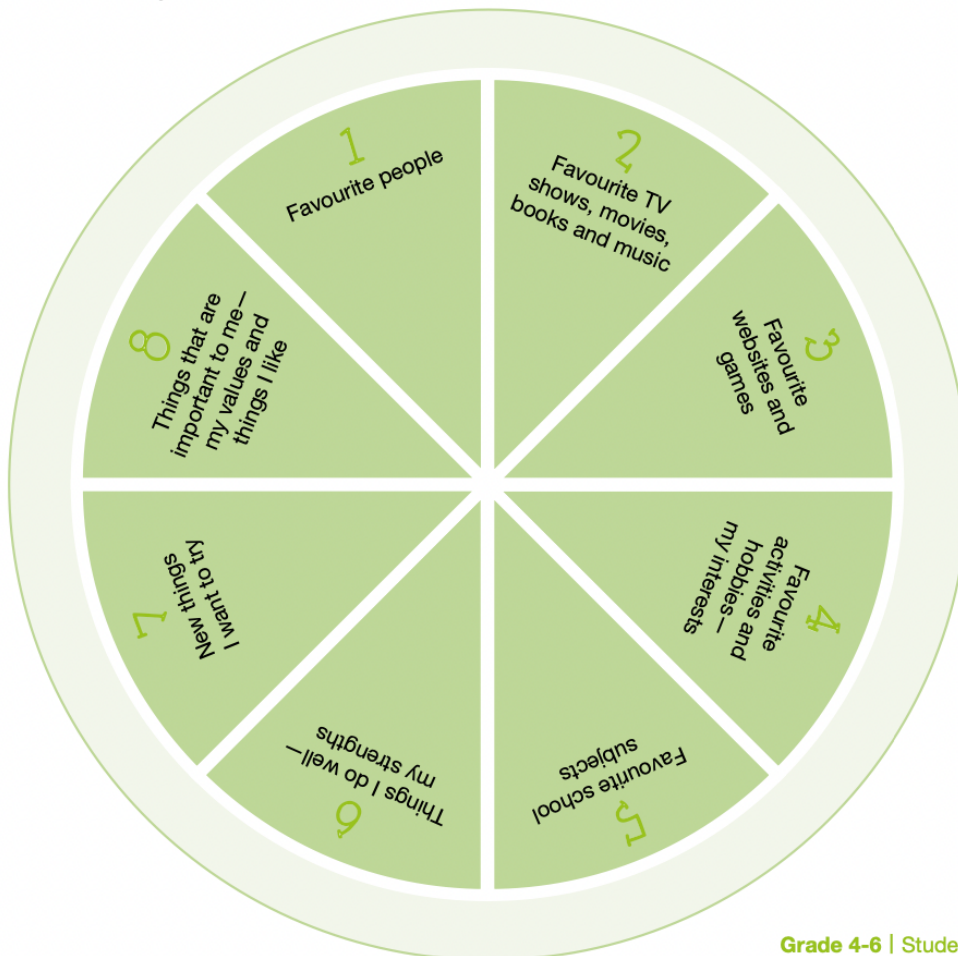 1
Favourite people
2
Favourite TV
shows, movies,
books and music
3
Favourite
websites and
games
4
Favourite
activities and
hobbies—
my interests
5
Favourite school
subjects
6
Things I do well—
my strengths
7
New things
I want to try
8
Things that are
important to me—
my values and
things I like
Grade 4-6 | Stude